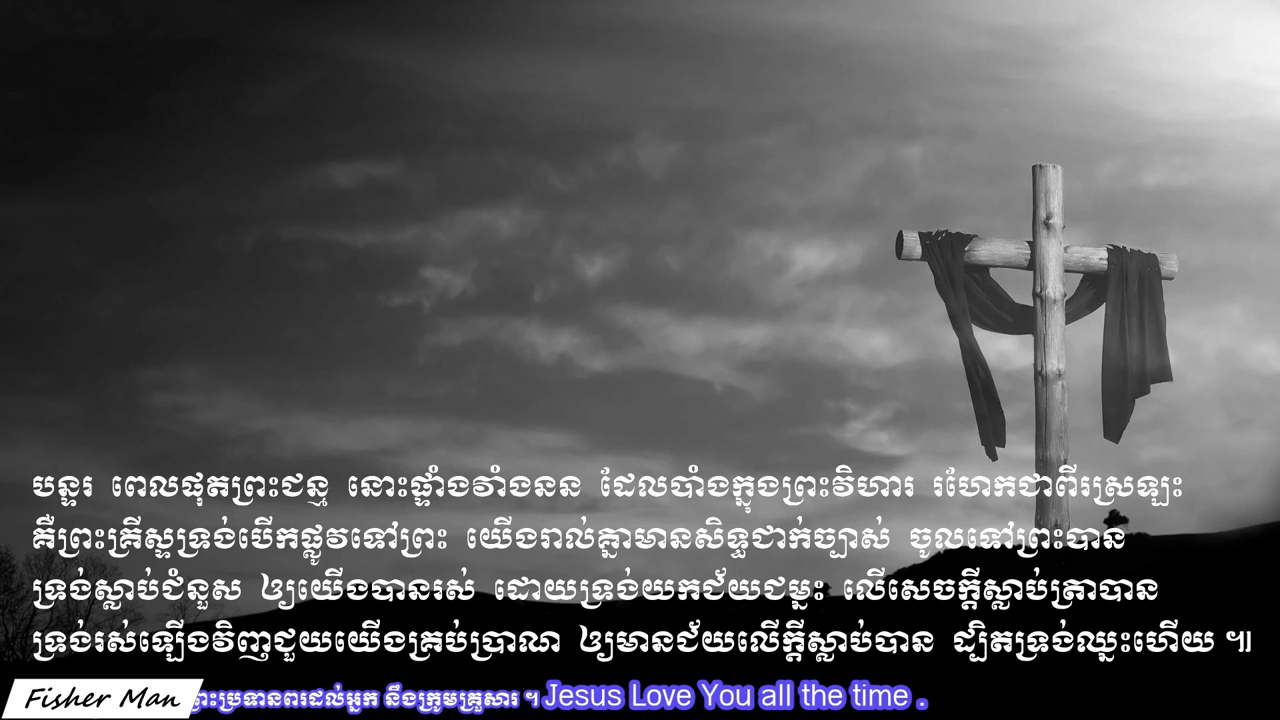 បន្ទរ ពេលផុតព្រះជន្ម នោះផ្ទាំងវាំងនន ដែលបាំងក្នុងព្រះវិហារ រហែកជាពីរស្រឡះ
គឺព្រះគ្រីស្ទទ្រង់បើកផ្លូវទៅព្រះ យើងរាល់គ្នាមានសិទ្ធជាក់ច្បាស់ ចូលទៅព្រះបាន
ទ្រង់ស្លាប់ជំនួស ឲ្យយើងបានរស់ ដោយទ្រង់យកជ័យជម្នះ លើសេចក្ដីស្លាប់ត្រាបាន
ទ្រង់រស់ឡើងវិញជួយយើងគ្រប់ប្រាណ ឲ្យមានជ័យលើក្ដីស្លាប់បាន ដ្បិតទ្រង់ឈ្នះហើយ ៕
Fisher Man ព្រះប្រទានពរដល់អ្នក នឹងក្រុមគ្រួសារ ។ Jesus Love You all the time .